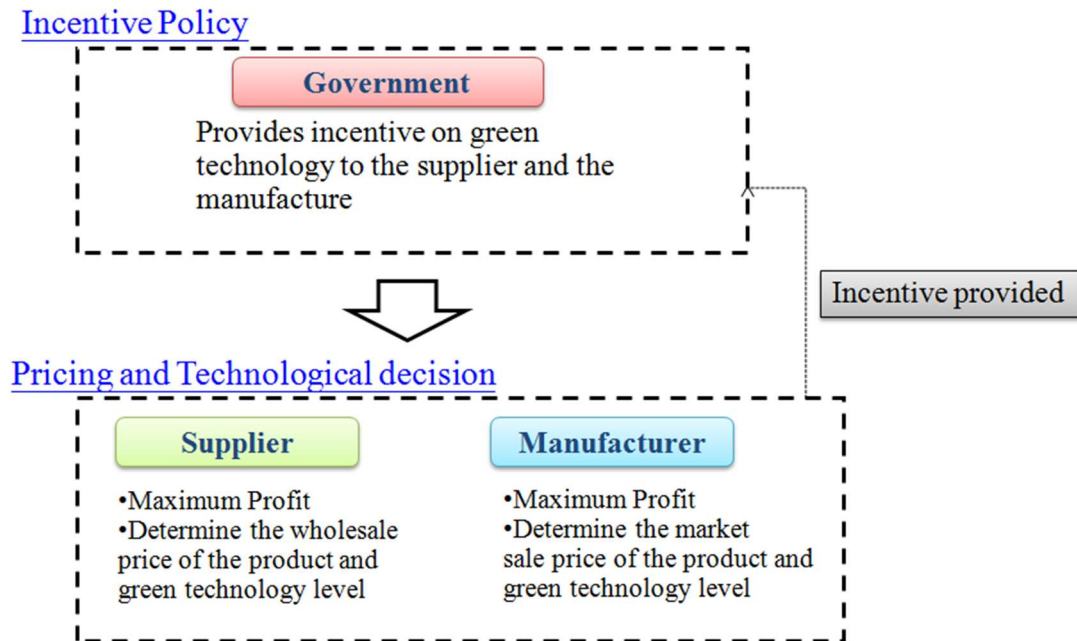 Incentive Policy
Government
Provides incentive on green
technology to the supplier and the
manufacture
Incentive provided
Pricing and Technological decision
Supplier
•Maximum Profit
•Determine the wholesale
price of the product and
green technology level
Manufacturer
•Maximum Profit
•Determine the market
sale price of the product and
green technology level